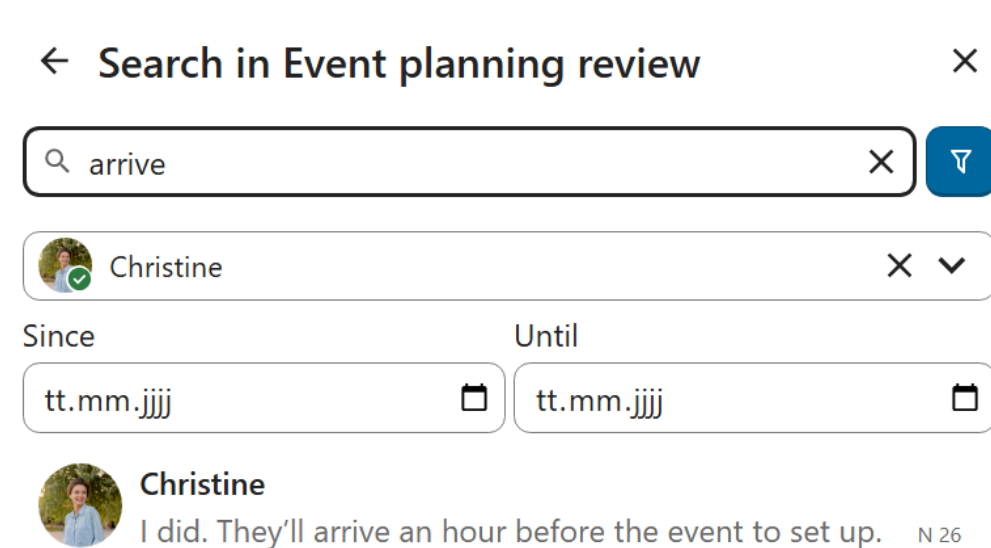 Search in Event planning review
arrive
Christine
Since Until
tt.mm.jjjj tt.mm.jjjj
Christine
I did. They’ll arrive an hour before the event to set up. N 26